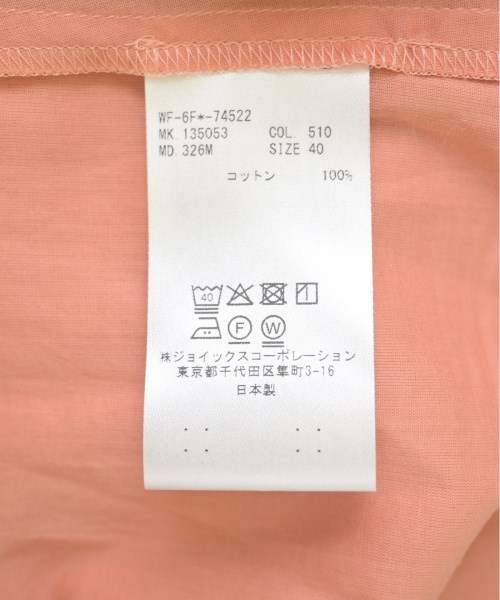 WF-6F*-74522
MK. 135053 COL. 510
MD. 326M SIZE 40
コットン 100%
40
F W
株ジョイックスコーポレーション
東京都千代田区隼町3-16
日本製